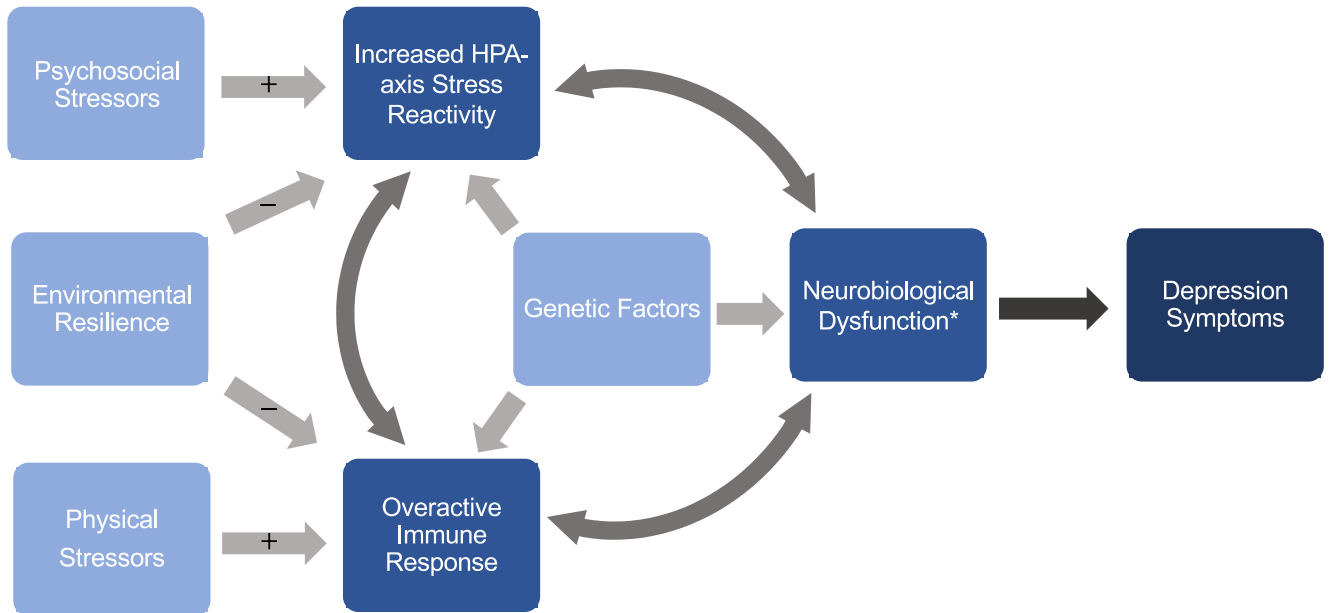 Psychosocial
Stressors
+
Increased HPA-
axis Stress
Reactivity
−
Environmental
Resilience
Genetic Factors
Neurobiological
Dysfunction*
Depression
Symptoms
−
Physical
Stressors
+
Overactive
Immune
Response